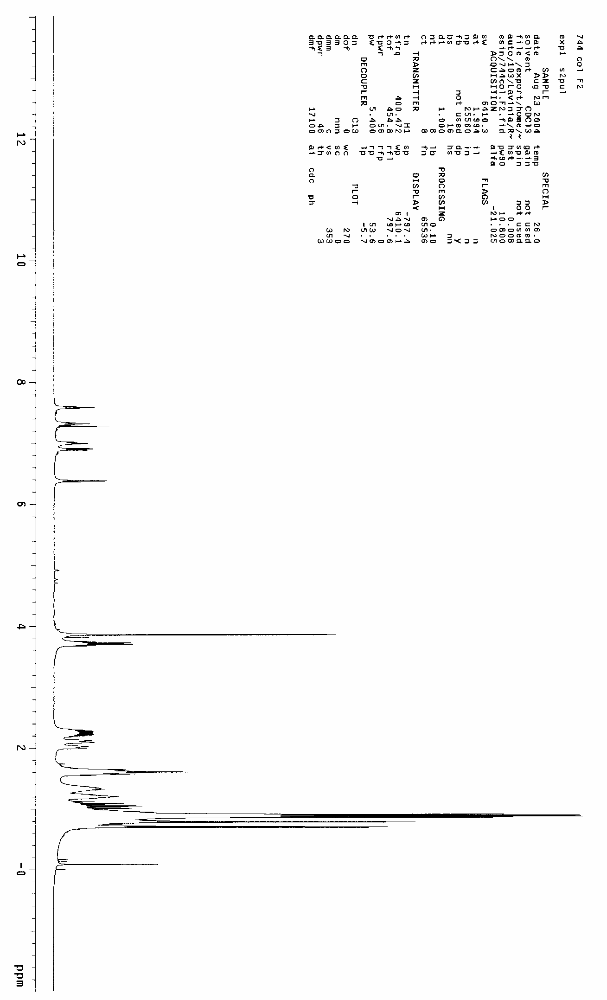 744 col F2
exp1 s2pul
SAMPLE SPECIAL
date Aug 23 2004 temp 26.0
solvent CDCl3 gain not used
file /export/home/~ spin not used
auto/103/Lavinia/R~ hst 0.008
esin/744col.F2.fid pw90 10.800
ACQUISITION alfa -21.025
sw 6410.3 FLAGS
at 1.994 il n
np 25560 in n
fb not used dp y
bs 16 hs nn
d1 1.000 PROCESSING
nt 8 lb 0.10
ct 8 fn 65536
TRANSMITTER DISPLAY
tn H1 sp -797.4
sfrq 400.472 wp 6410.1
tof 454.8 rfl 797.6
tpwr 56 rfp 0
pw 5.400 rp 53.6
DECOUPLER lp -5.7
dn C13 PLOT
dof 0 wc 270
dm nnn sc 0
dmm c vs 353
dpwr 46 th 3
dmf 17100 ai cdc ph
12 10 8 6 4 2 -0 ppm